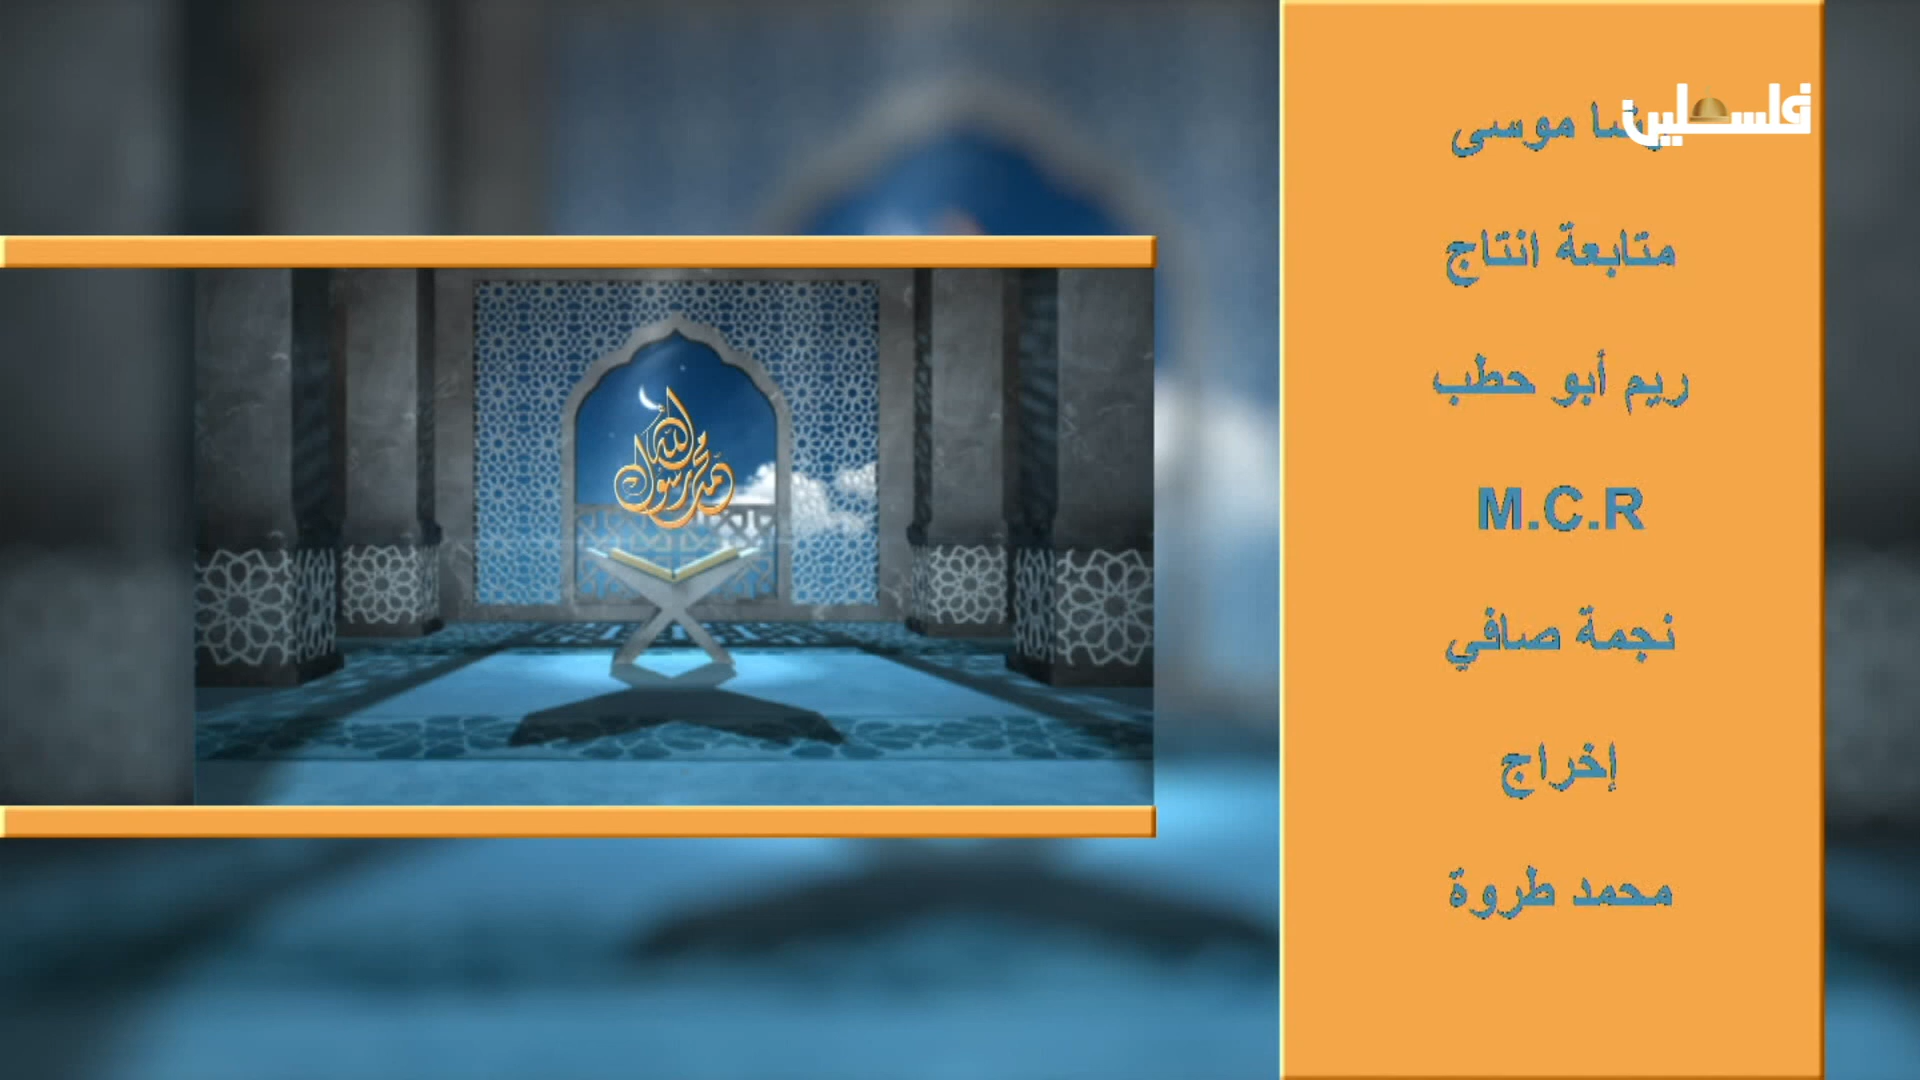 فلسطين
موسى
متابعة انتاج
ريم أبو حطب
M.C.R
نجمة صافي
إخراج
محمد طروة
محمد رسول الله